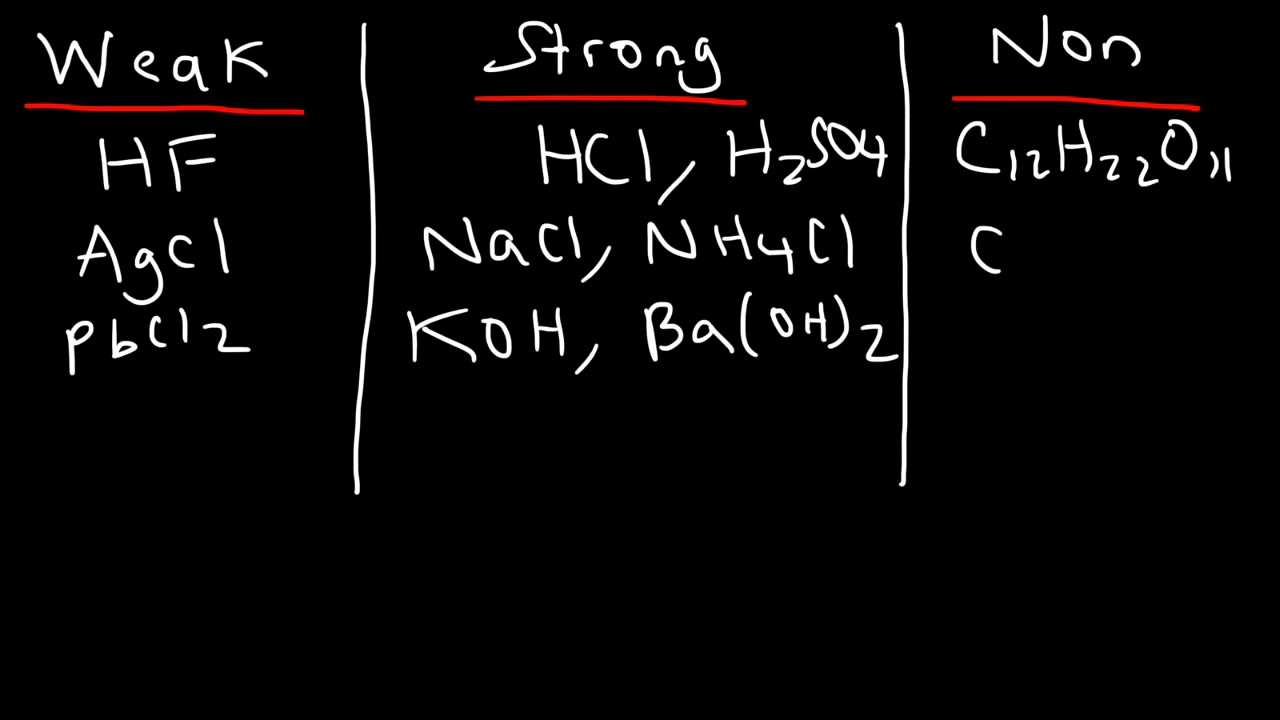 Weak Strong Non
HF HCl, H₂SO₄ C₁₂H₂₂O₁₁
AgCl NaCl, NH₄Cl C
PbCl₂ KOH, Ba(OH)₂